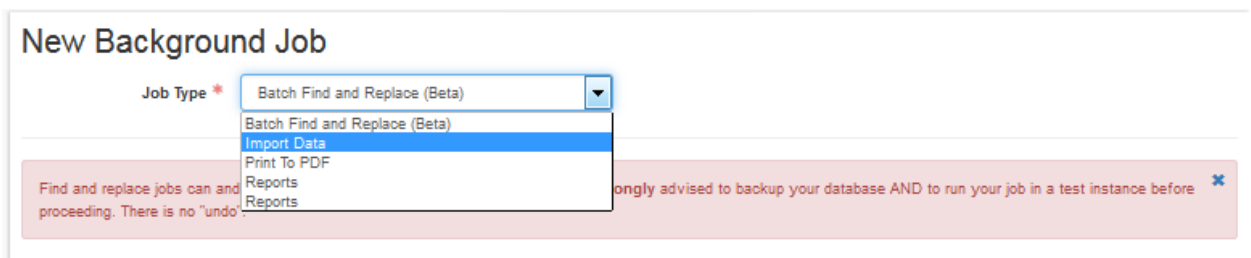 New Background Job
Job Type *
Batch Find and Replace (Beta)
Batch Find and Replace (Beta)
Import Data
Print To PDF
Reports
Reports
Find and replace jobs can and ongly advised to backup your database AND to run your job in a test instance before
proceeding. There is no "undo".